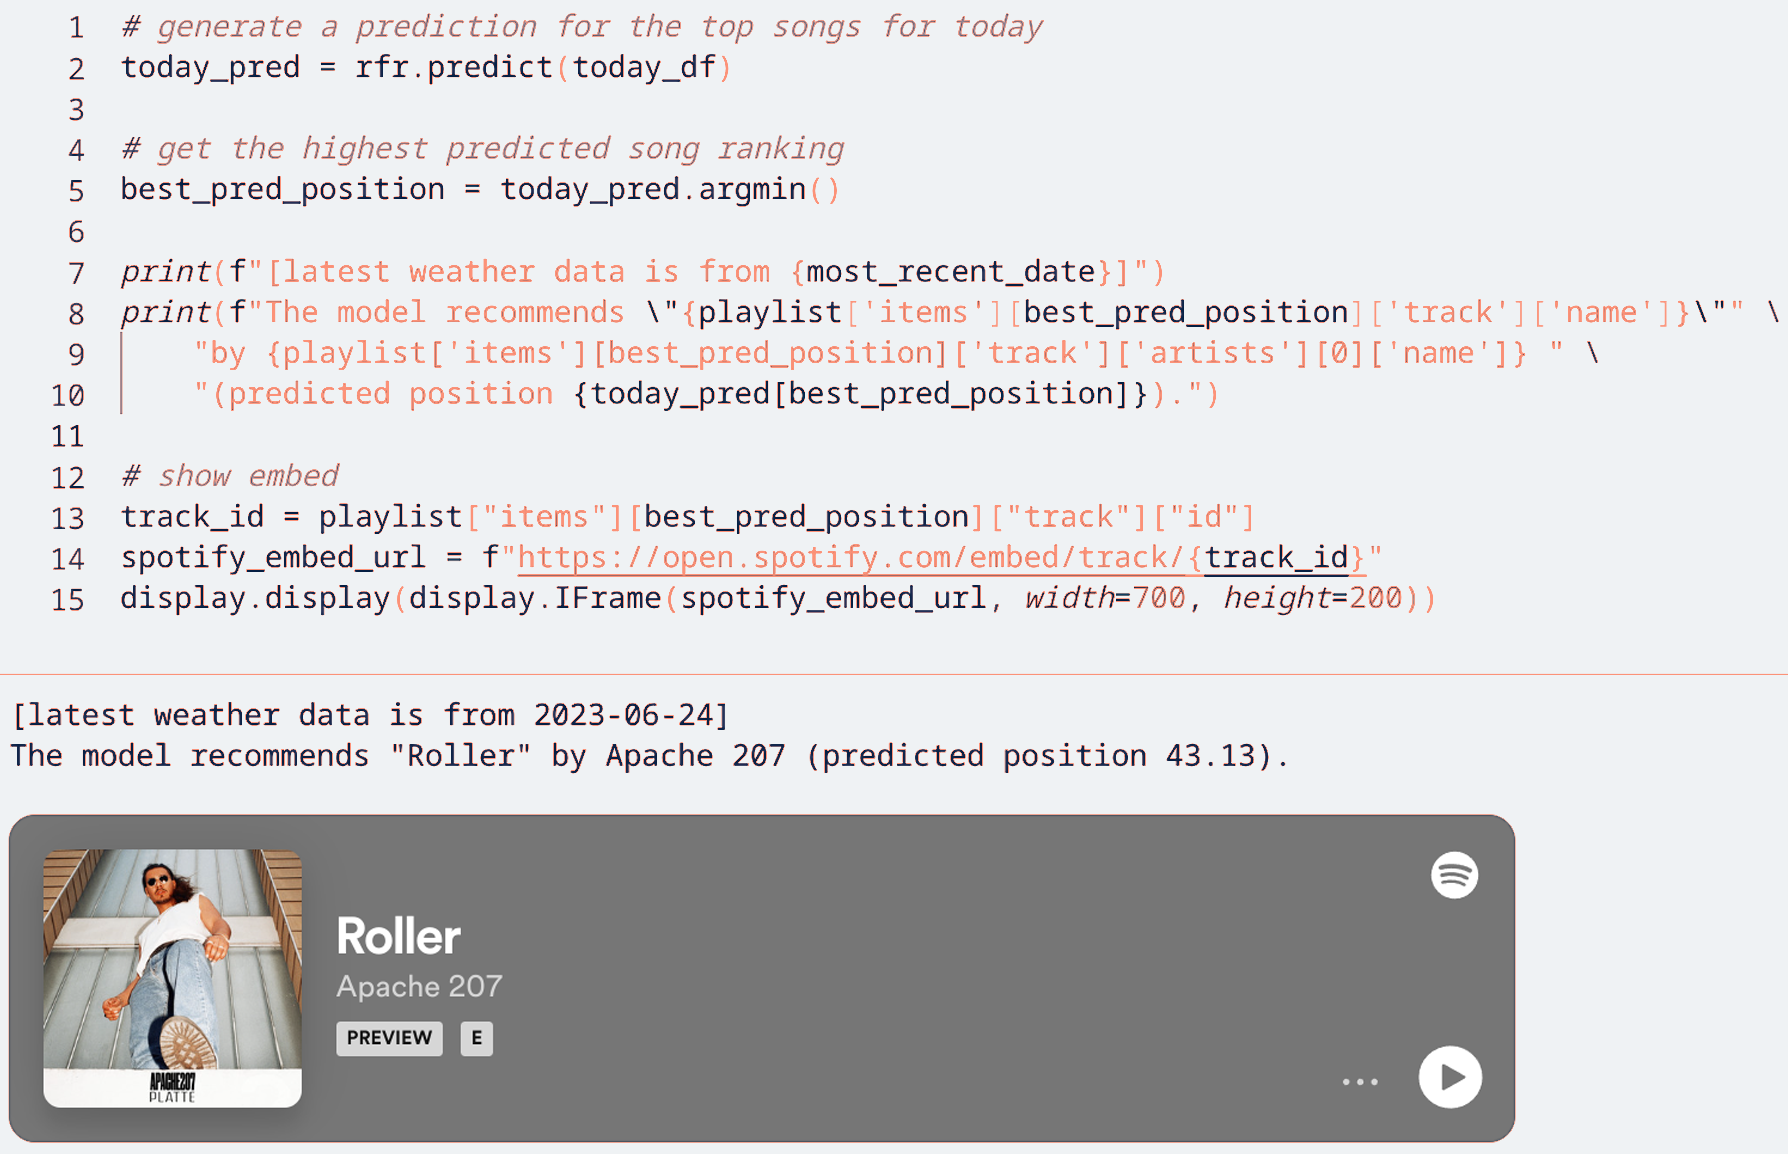 1 # generate a prediction for the top songs for today
2 today_pred = rfr.predict(today_df)
3
4 # get the highest predicted song ranking
5 best_pred_position = today_pred.argmin()
6
7 print(f"[latest weather data is from {most_recent_date}]")
8 print(f"The model recommends \"{playlist['items'][best_pred_position]['track']['name']}\"" \
9 "by {playlist['items'][best_pred_position]['track']['artists'][0]['name']} " \
10 "(predicted position {today_pred[best_pred_position]}).")
11
12 # show embed
13 track_id = playlist["items"][best_pred_position]["track"]["id"]
14 spotify_embed_url = f"https://open.spotify.com/embed/track/{track_id}"
15 display.display(display.IFrame(spotify_embed_url, width=700, height=200))
[latest weather data is from 2023-06-24]
The model recommends "Roller" by Apache 207 (predicted position 43.13).
Roller
Apache 207
PREVIEW E
APACHE207
PLATTE